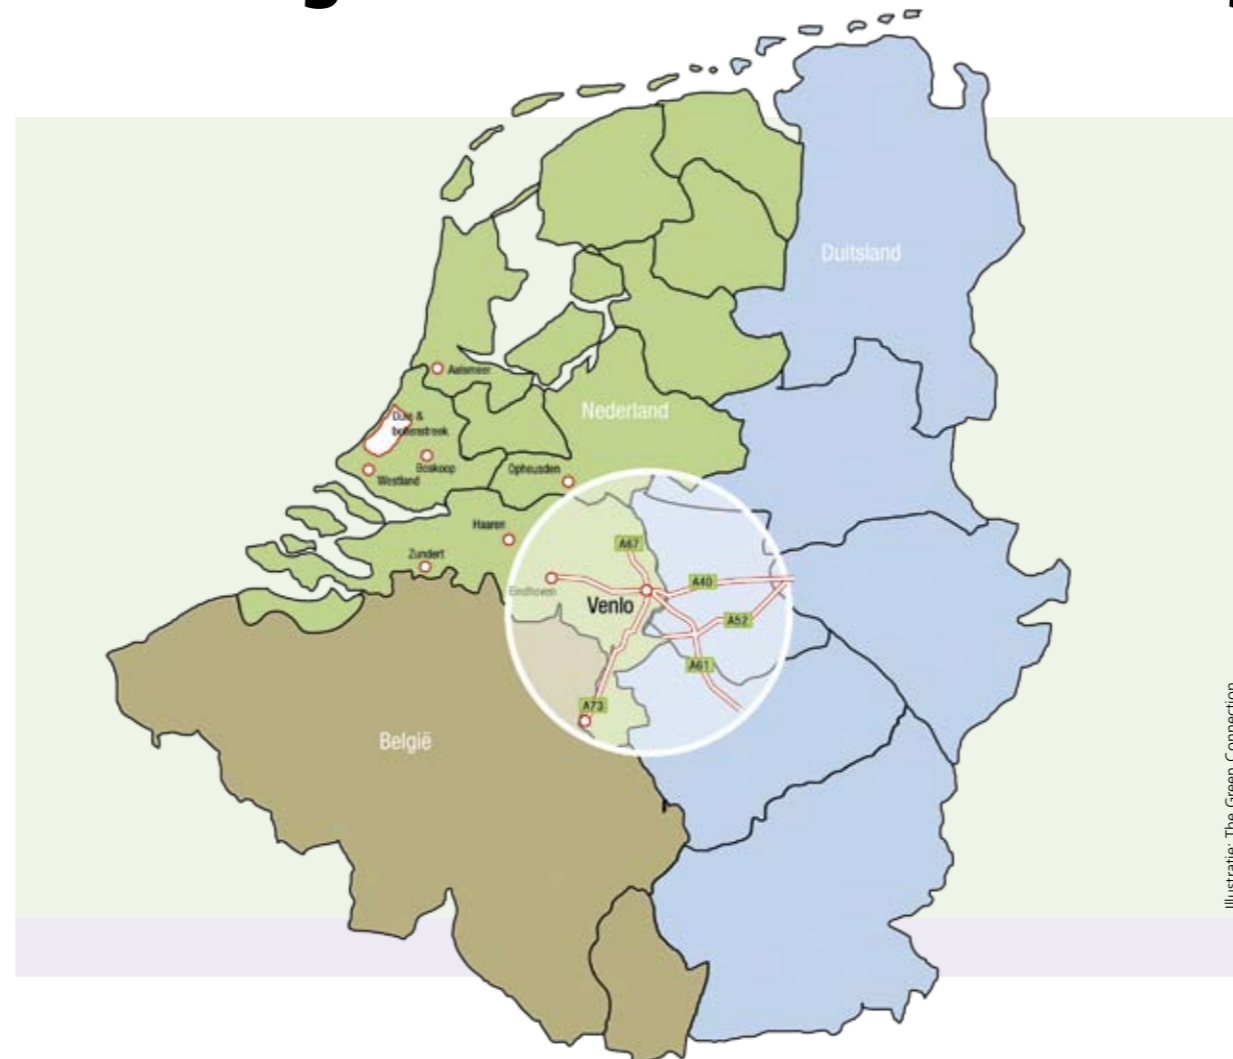 Duitsland
Aalsmeer
Nederland
Duin &
bollenstreek
Boskoop
Westland
Opheusden
Haaren
Zundert
A67
Eindhoven
A40
Venlo
A52
A61
A73
België
Illustratie: The Green Connection